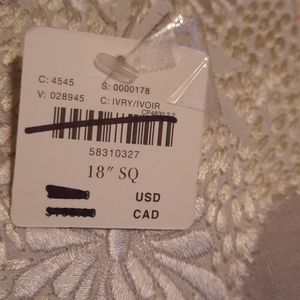 C: 4545 S: 0000178
V: 028945 C: IVRY/IVOIR
58310327
18" SQ
USD
CAD